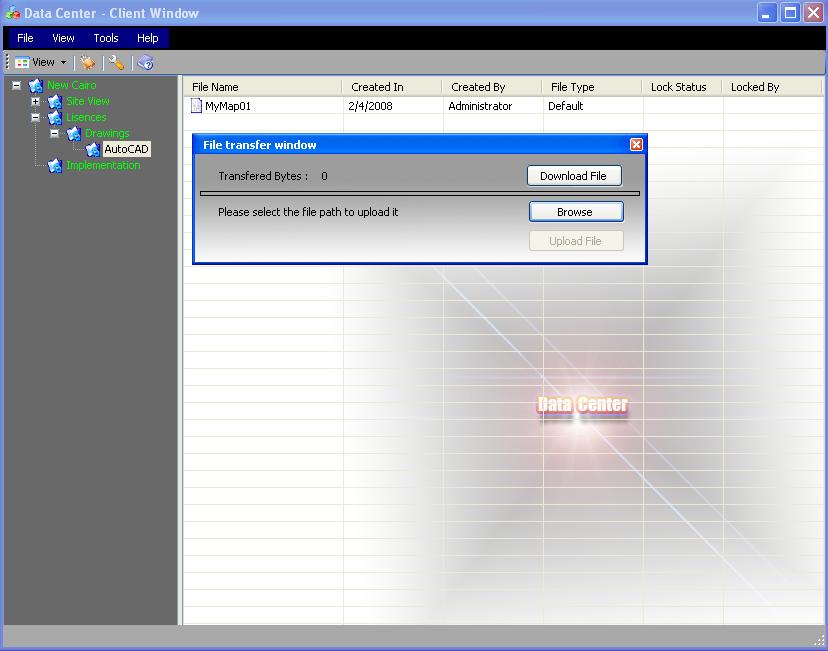 Data Center - Client Window
File View Tools Help
View
New Cairo
Site View
Lisences
Drawings
AutoCAD
Implementation
File Name Created In Created By File Type Lock Status Locked By
MyMap01 2/4/2008 Administrator Default
File transfer window
Transfered Bytes : 0 Download File
Please select the file path to upload it Browse
Upload File
Data Center